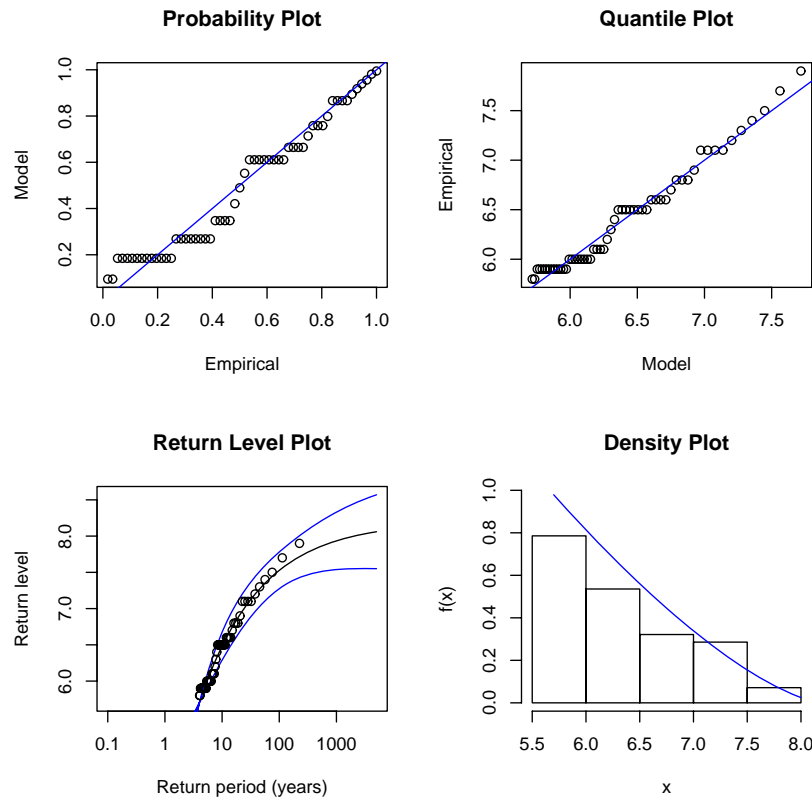 Probability Plot
Model
0.2 0.4 0.6 0.8 1.0
0.0 0.2 0.4 0.6 0.8 1.0
Empirical
Quantile Plot
Empirical
6.0 6.5 7.0 7.5
6.0 6.5 7.0 7.5
Model
Return Level Plot
Return level
6.0 7.0 8.0
0.1 1 10 100 1000
Return period (years)
Density Plot
f(x)
0.0 0.2 0.4 0.6 0.8 1.0
5.5 6.0 6.5 7.0 7.5 8.0
x